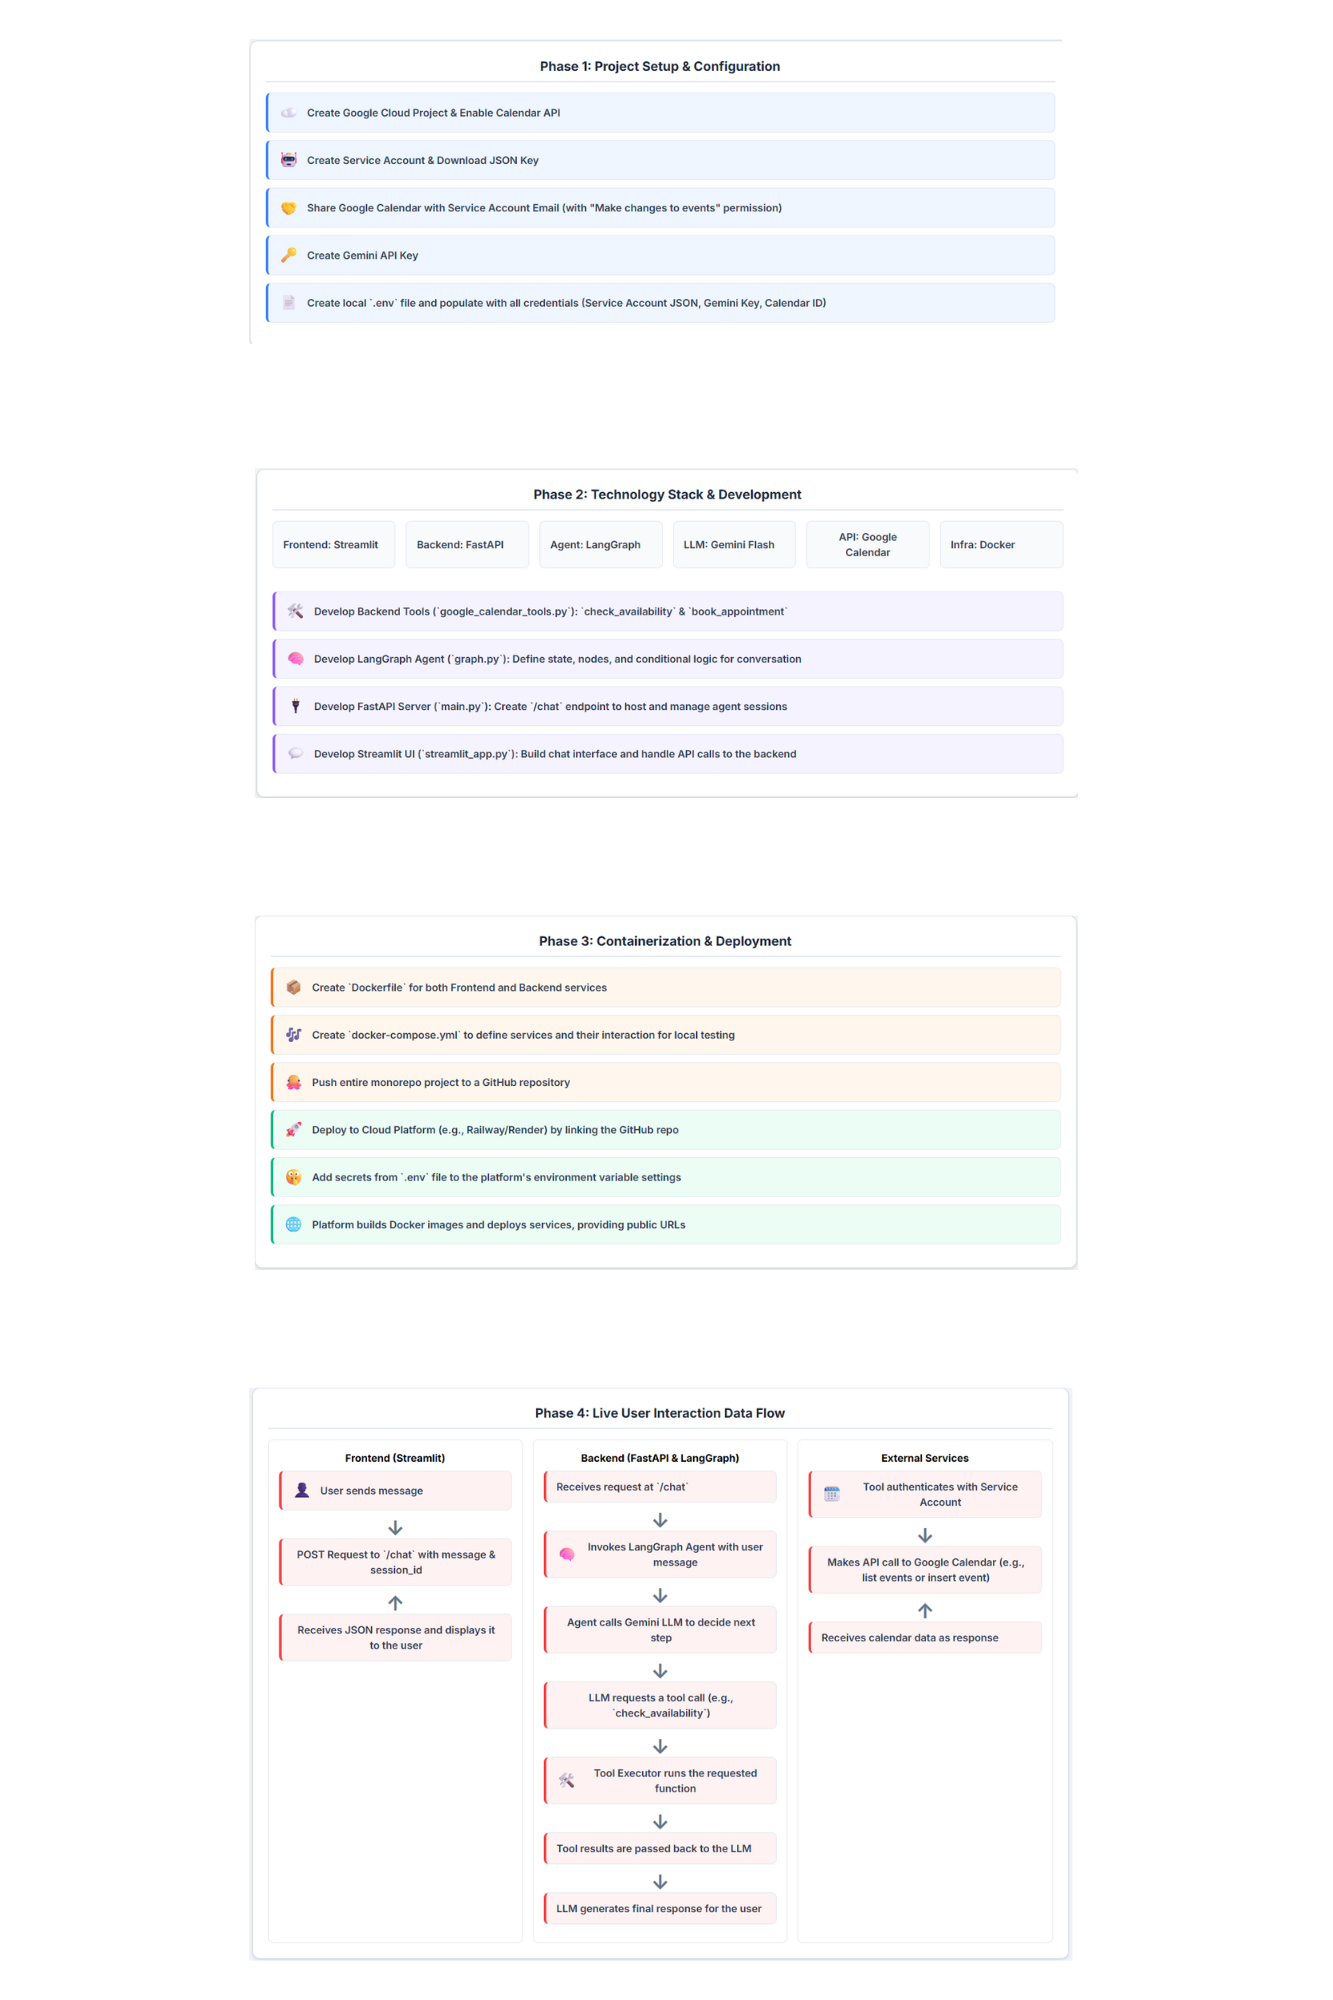 Phase 1: Project Setup & Configuration
Create Google Cloud Project & Enable Calendar API
Create Service Account & Download JSON Key
Share Google Calendar with Service Account Email (with "Make changes to events" permission)
Create Gemini API Key
Create local `.env` file and populate with all credentials (Service Account JSON, Gemini Key, Calendar ID)
Phase 2: Technology Stack & Development
Frontend: Streamlit
Backend: FastAPI
Agent: LangGraph
LLM: Gemini Flash
API: Google
Calendar
Infra: Docker
Develop Backend Tools (`google_calendar_tools.py`): `check_availability` & `book_appointment`
Develop LangGraph Agent (`graph.py`): Define state, nodes, and conditional logic for conversation
Develop FastAPI Server (`main.py`): Create `/chat` endpoint to host and manage agent sessions
Develop Streamlit UI (`streamlit_app.py`): Build chat interface and handle API calls to the backend
Phase 3: Containerization & Deployment
Create `Dockerfile` for both Frontend and Backend services
Create `docker-compose.yml` to define services and their interaction for local testing
Push entire monorepo project to a GitHub repository
Deploy to Cloud Platform (e.g., Railway/Render) by linking the GitHub repo
Add secrets from `.env` file to the platform's environment variable settings
Platform builds Docker images and deploys services, providing public URLs
Phase 4: Live User Interaction Data Flow
Frontend (Streamlit)
User sends message
POST Request to `/chat` with message &
session_id
Receives JSON response and displays it
to the user
Backend (FastAPI & LangGraph)
Receives request at `/chat`
Invokes LangGraph Agent with user
message
Agent calls Gemini LLM to decide next
step
LLM requests a tool call (e.g.,
`check_availability`)
Tool Executor runs the requested
function
Tool results are passed back to the LLM
LLM generates final response for the user
External Services
Tool authenticates with Service
Account
Makes API call to Google Calendar (e.g.,
list events or insert event)
Receives calendar data as response